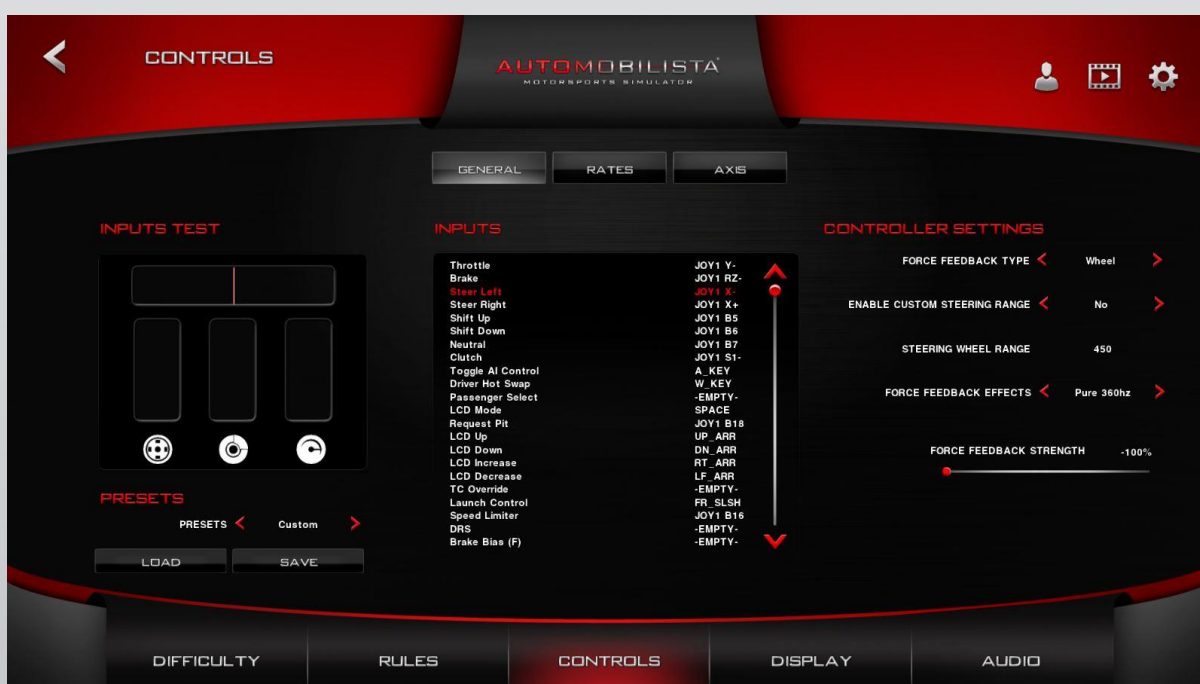 CONTROLS
AUTOMOBILISTA
MOTORSPORTS SIMULATOR
GENERAL RATES AXIS
INPUTS TEST
INPUTS
Throttle JOY1 Y-
Brake JOY1 RZ-
Steer Left JOY1 X-
Steer Right JOY1 X+
Shift Up JOY1 B5
Shift Down JOY1 B6
Neutral JOY1 B7
Clutch JOY1 S1-
Toggle AI Control A_KEY
Driver Hot Swap W_KEY
Passenger Select -EMPTY-
LCD Mode SPACE
Request Pit JOY1 B18
LCD Up UP_ARR
LCD Down DN_ARR
LCD Increase RT_ARR
LCD Decrease LF_ARR
TC Override -EMPTY-
Launch Control FR_SLSH
Speed Limiter JOY1 B16
DRS -EMPTY-
Brake Bias (F) -EMPTY-
CONTROLLER SETTINGS
FORCE FEEDBACK TYPE Wheel
ENABLE CUSTOM STEERING RANGE No
STEERING WHEEL RANGE 450
FORCE FEEDBACK EFFECTS Pure 360hz
FORCE FEEDBACK STRENGTH -100%
PRESETS
PRESETS Custom
LOAD SAVE
DIFFICULTY RULES CONTROLS DISPLAY AUDIO